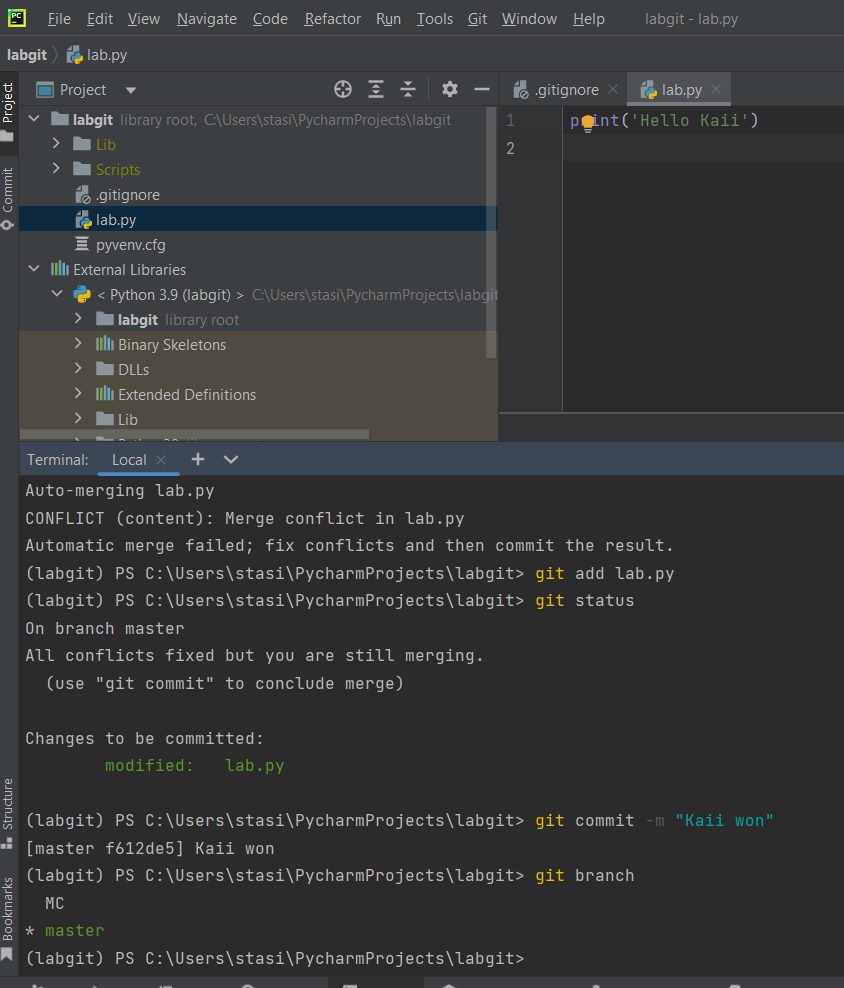 PC File Edit View Navigate Code Refactor Run Tools Git Window Help labgit - lab.py
labgit lab.py
Project
.gitignore lab.py
Project
Commit
Structure
Bookmarks
labgit library root, C:\Users\stasi\PycharmProjects\labgit
Lib
Scripts
.gitignore
lab.py
pyvenv.cfg
External Libraries
< Python 3.9 (labgit) > C:\Users\stasi\PycharmProjects\labgit
labgit library root
Binary Skeletons
DLLs
Extended Definitions
Lib
1 print('Hello Kaii')
2
Terminal: Local
Auto-merging lab.py
CONFLICT (content): Merge conflict in lab.py
Automatic merge failed; fix conflicts and then commit the result.
(labgit) PS C:\Users\stasi\PycharmProjects\labgit> git add lab.py
(labgit) PS C:\Users\stasi\PycharmProjects\labgit> git status
On branch master
All conflicts fixed but you are still merging.
(use "git commit" to conclude merge)
Changes to be committed:
modified: lab.py
(labgit) PS C:\Users\stasi\PycharmProjects\labgit> git commit -m "Kaii won"
[master f612de5] Kaii won
(labgit) PS C:\Users\stasi\PycharmProjects\labgit> git branch
MC
* master
(labgit) PS C:\Users\stasi\PycharmProjects\labgit>